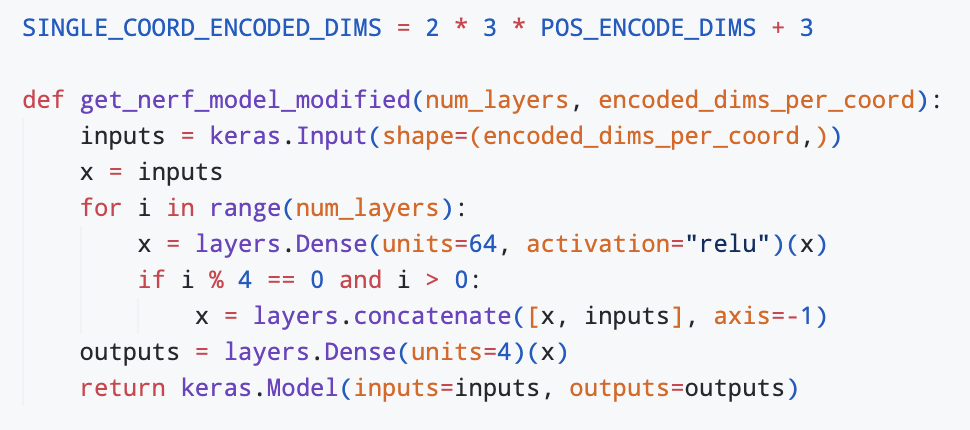 SINGLE_COORD_ENCODED_DIMS = 2 * 3 * POS_ENCODE_DIMS + 3

def get_nerf_model_modified(num_layers, encoded_dims_per_coord):
    inputs = keras.Input(shape=(encoded_dims_per_coord,))
    x = inputs
    for i in range(num_layers):
        x = layers.Dense(units=64, activation="relu")(x)
        if i % 4 == 0 and i > 0:
            x = layers.concatenate([x, inputs], axis=-1)
    outputs = layers.Dense(units=4)(x)
    return keras.Model(inputs=inputs, outputs=outputs)